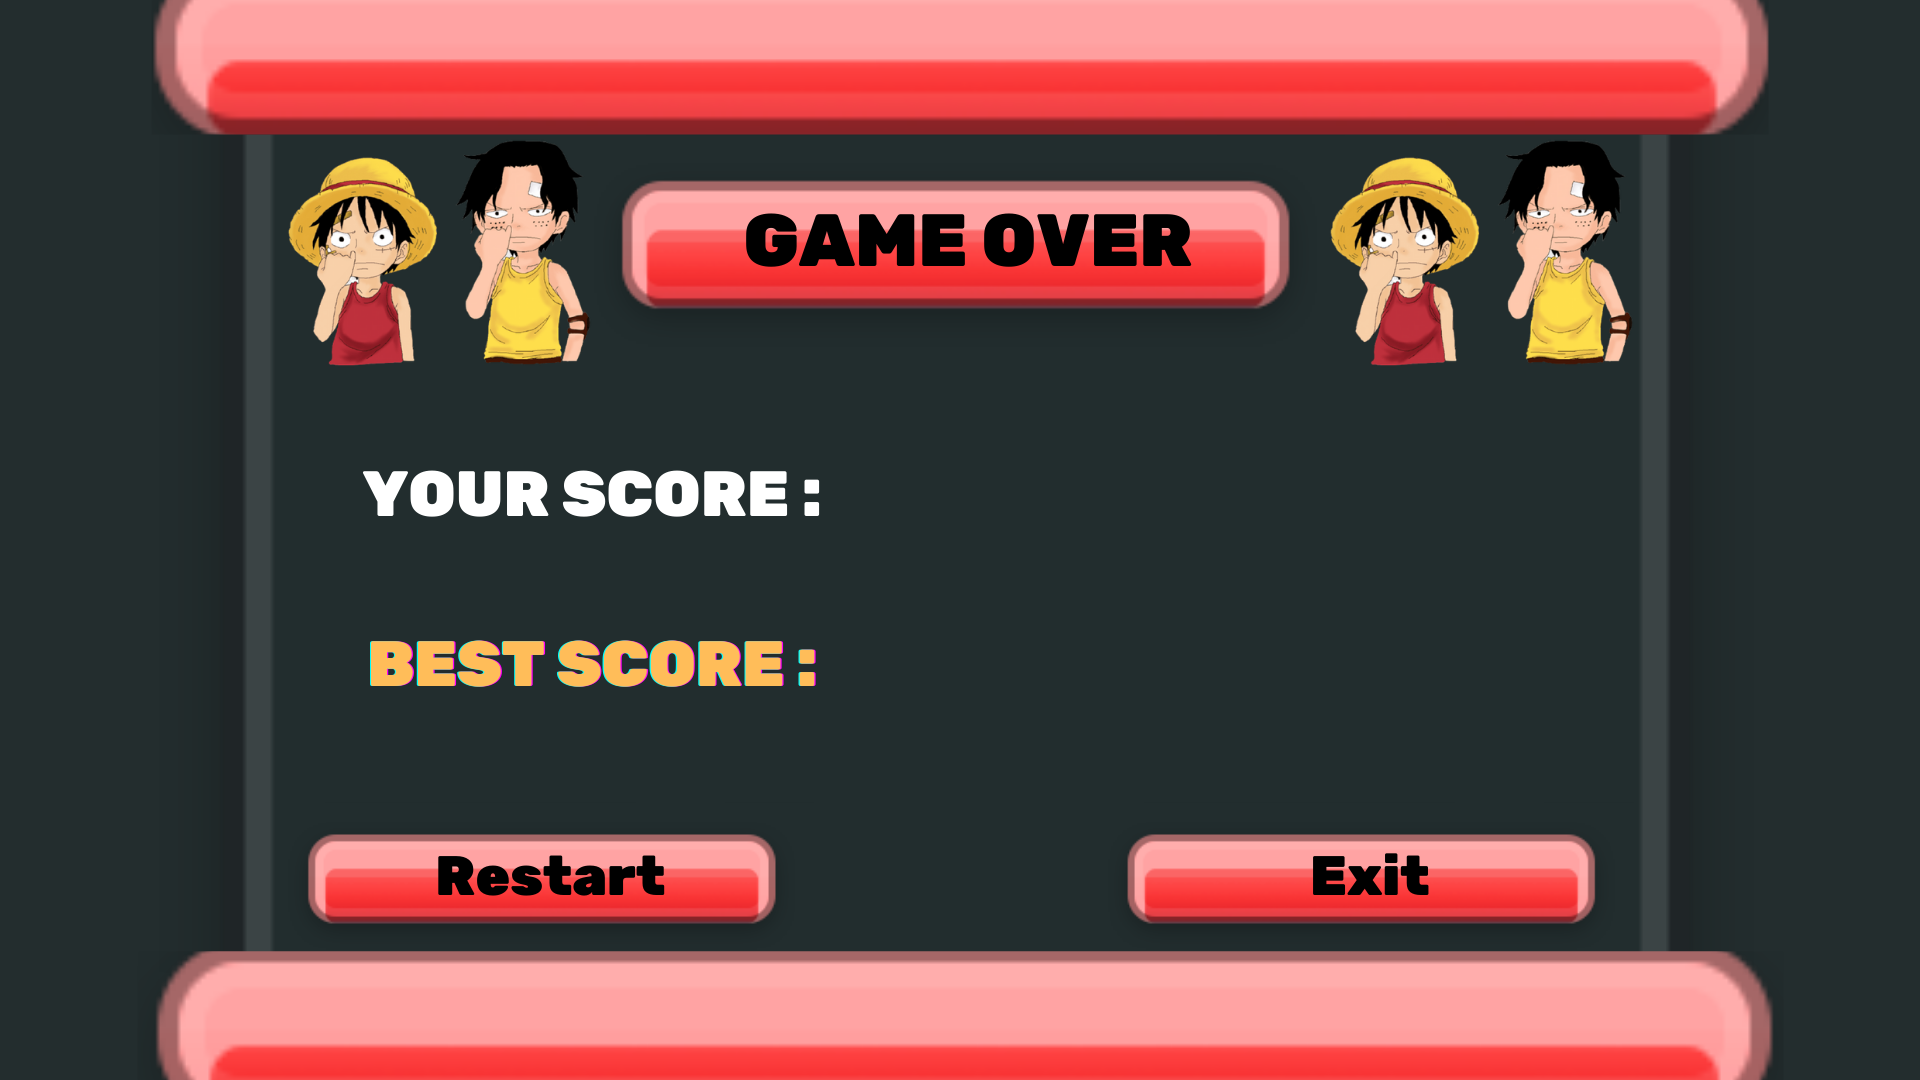 GAME OVER
YOUR SCORE :
BEST SCORE :
Restart
Exit